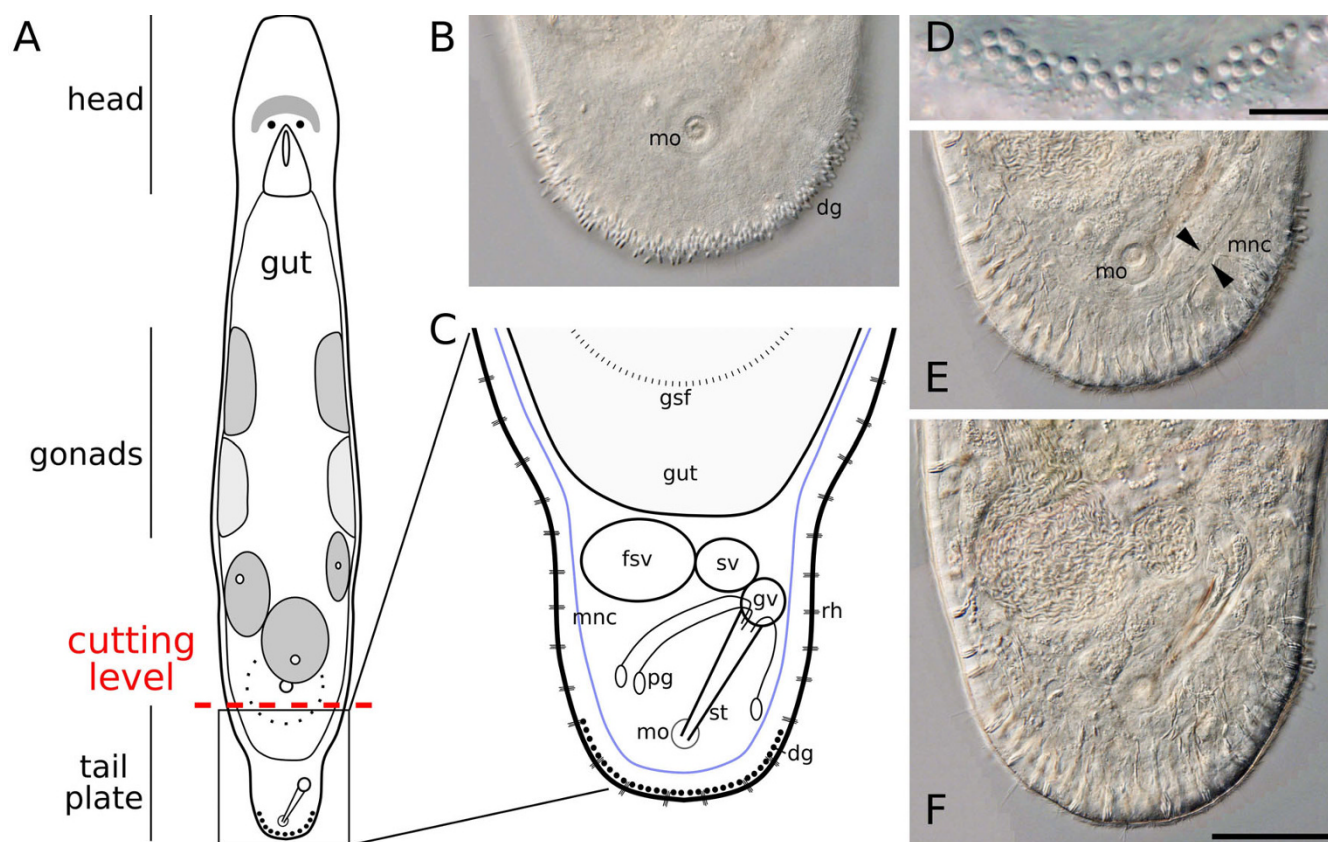 A
head
gut
gonads
cutting
level
tail
plate
B
mo
dg
C
gsf
gut
fsv
sv
gv
mnc
rh
pg
st
mo
dg
D
mo
mnc
E
F